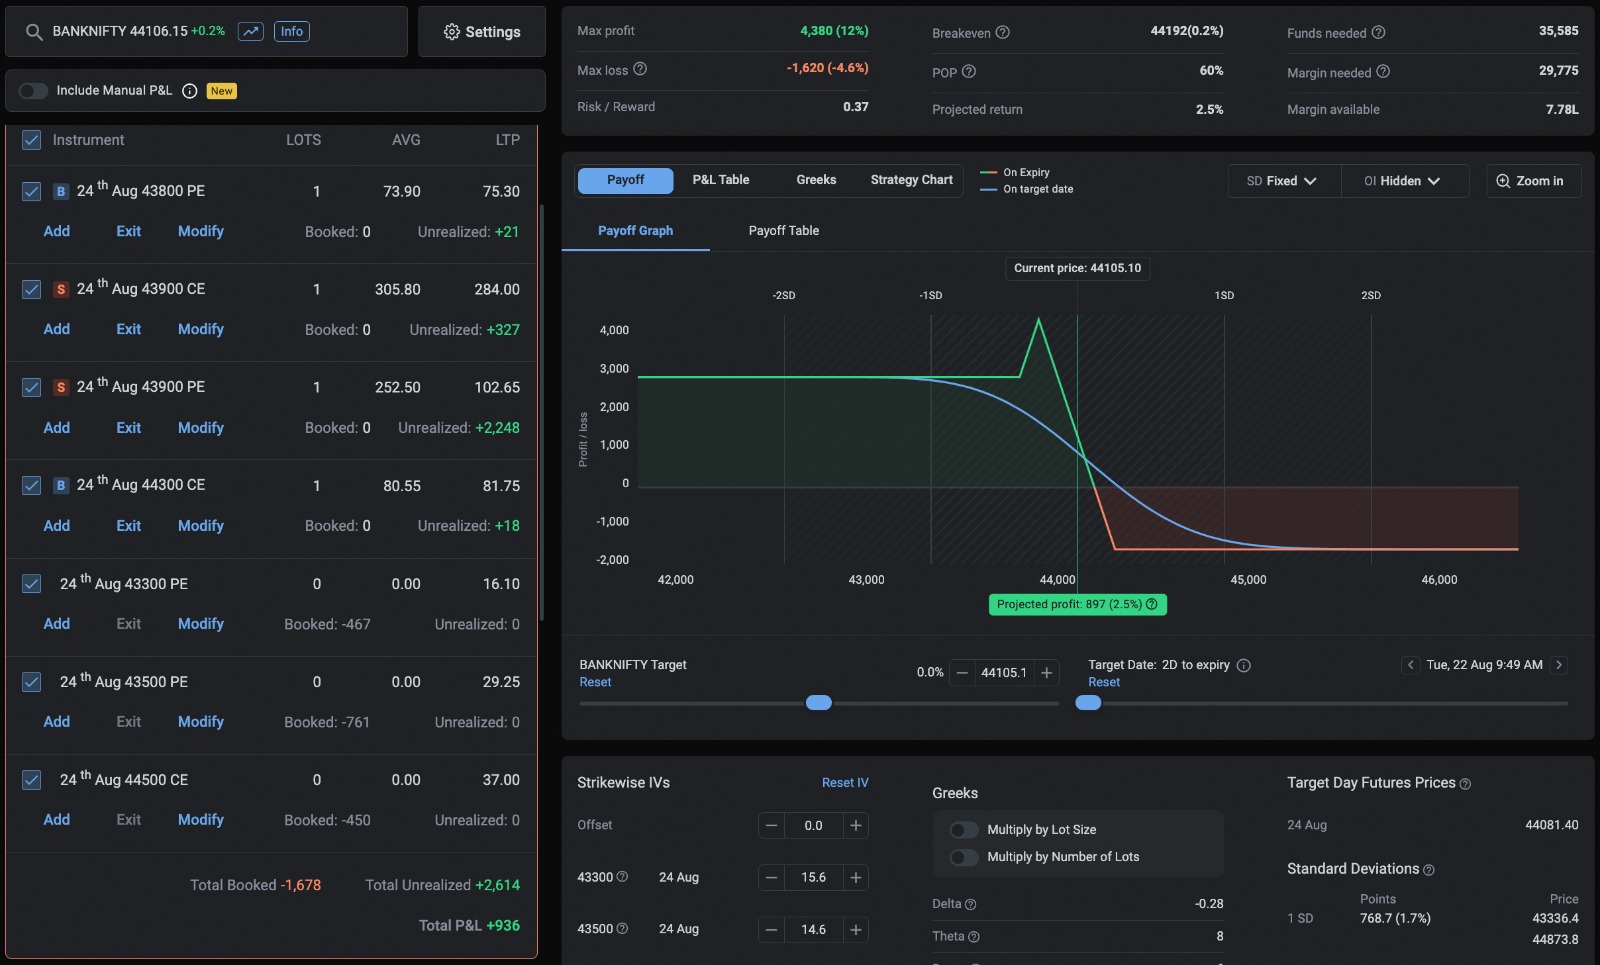 BANKNIFTY 44106.15 +0.2% Info
Settings
Include Manual P&L New
Instrument LOTS AVG LTP
B 24 th Aug 43800 PE 1 73.90 75.30
Add Exit Modify Booked: 0 Unrealized: +21
S 24 th Aug 43900 CE 1 305.80 284.00
Add Exit Modify Booked: 0 Unrealized: +327
S 24 th Aug 43900 PE 1 252.50 102.65
Add Exit Modify Booked: 0 Unrealized: +2,248
B 24 th Aug 44300 CE 1 80.55 81.75
Add Exit Modify Booked: 0 Unrealized: +18
24 th Aug 43300 PE 0 0.00 16.10
Add Exit Modify Booked: -467 Unrealized: 0
24 th Aug 43500 PE 0 0.00 29.25
Add Exit Modify Booked: -761 Unrealized: 0
24 th Aug 44500 CE 0 0.00 37.00
Add Exit Modify Booked: -450 Unrealized: 0
Total Booked -1,678 Total Unrealized +2,614
Total P&L +936
Max profit 4,380 (12%)
Max loss -1,620 (-4.6%)
Risk / Reward 0.37
Breakeven 44192(0.2%)
POP 60%
Projected return 2.5%
Funds needed 35,585
Margin needed 29,775
Margin available 7.78L
Payoff P&L Table Greeks Strategy Chart
On Expiry
On target date
SD Fixed OI Hidden Zoom in
Payoff Graph Payoff Table
Current price: 44105.10
-2SD -1SD 1SD 2SD
Profit / loss
4,000
3,000
2,000
1,000
0
-1,000
-2,000
42,000 43,000 44,000 45,000 46,000
Projected profit: 897 (2.5%)
BANKNIFTY Target 0.0% 44105.1
Reset
Target Date: 2D to expiry Tue, 22 Aug 9:49 AM
Reset
Strikewise IVs Reset IV
Offset 0.0
43300 24 Aug 15.6
43500 24 Aug 14.6
Greeks
Multiply by Lot Size
Multiply by Number of Lots
Delta -0.28
Theta 8
Target Day Futures Prices
24 Aug 44081.40
Standard Deviations
Points Price
1 SD 768.7 (1.7%) 43336.4
44873.8